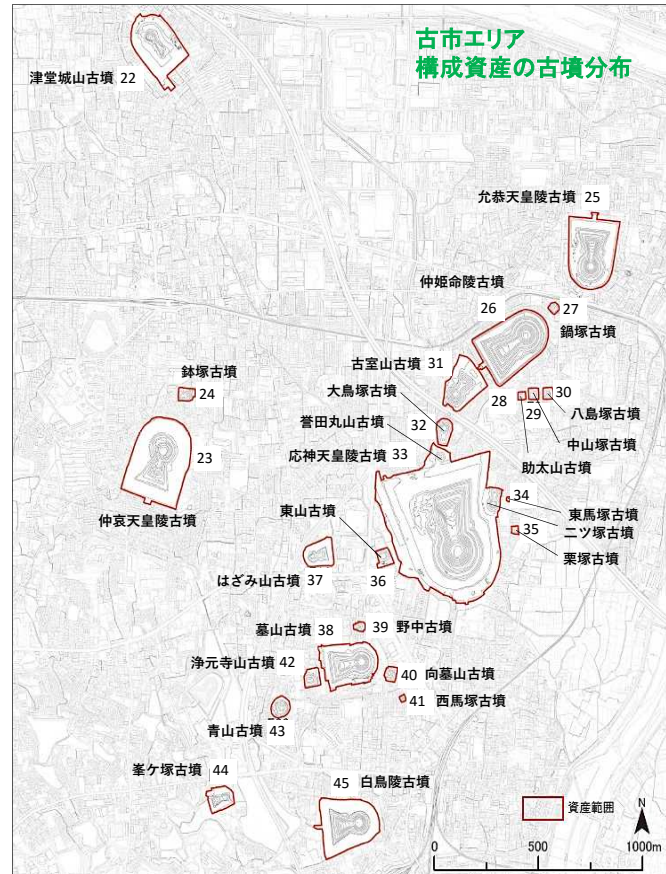 古市エリア
構成資産の古墳分布
津堂城山古墳 22
允恭天皇陵古墳 25
仲姫命陵古墳
26
27
鍋塚古墳
古室山古墳 31
鉢塚古墳
24
大鳥塚古墳
28
29
30
八島塚古墳
中山塚古墳
助太山古墳
誉田丸山古墳
32
応神天皇陵古墳 33
23
仲哀天皇陵古墳
34
東馬塚古墳
二ツ塚古墳
35
栗塚古墳
東山古墳
36
はざみ山古墳
37
墓山古墳 38
39 野中古墳
浄元寺山古墳 42
40 向墓山古墳
41 西馬塚古墳
青山古墳 43
峯ケ塚古墳 44
45 白鳥陵古墳
資産範囲
N
0 500 1000m